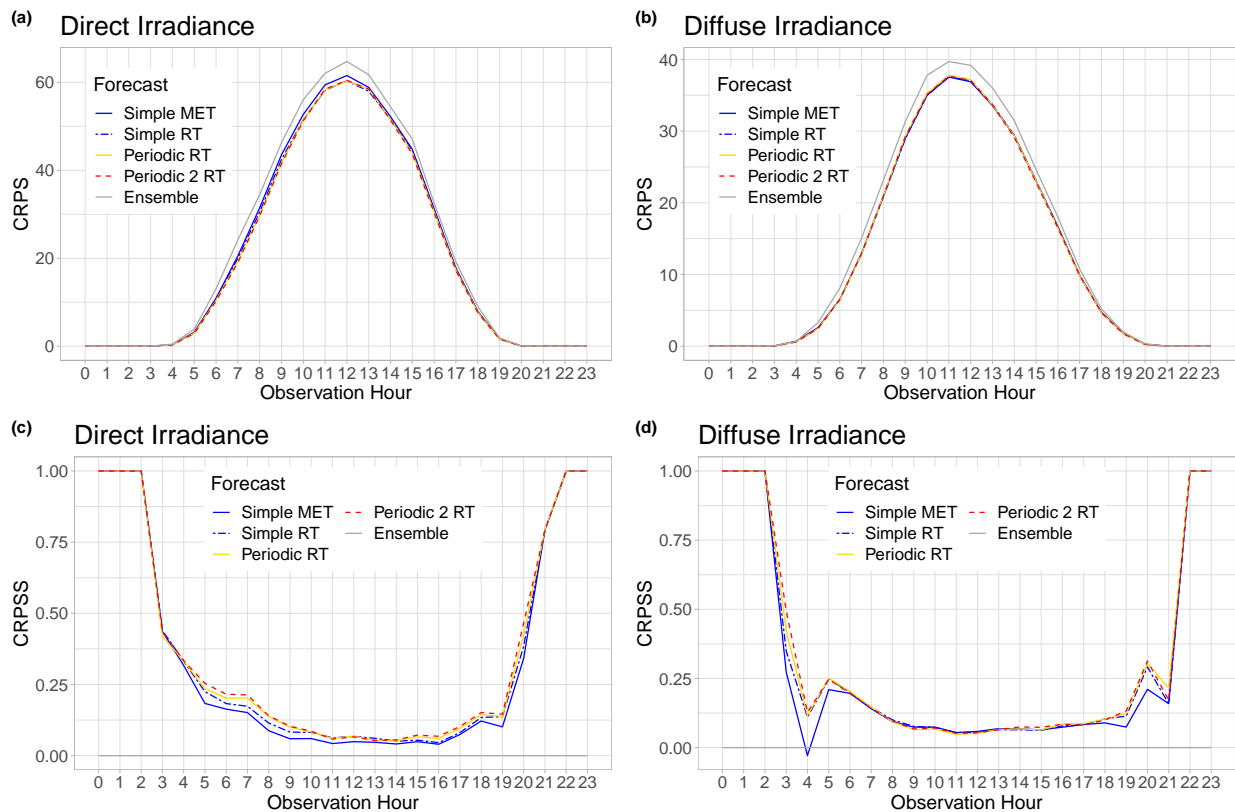 (a) Direct Irradiance
Forecast
Simple MET
Simple RT
Periodic RT
Periodic 2 RT
Ensemble
CRPS
60
40
20
0
0 1 2 3 4 5 6 7 8 9 10 11 12 13 14 15 16 17 18 19 20 21 22 23
Observation Hour
(b) Diffuse Irradiance
Forecast
Simple MET
Simple RT
Periodic RT
Periodic 2 RT
Ensemble
CRPS
40
30
20
10
0
0 1 2 3 4 5 6 7 8 9 10 11 12 13 14 15 16 17 18 19 20 21 22 23
Observation Hour
(c) Direct Irradiance
Forecast
Simple MET Periodic 2 RT
Simple RT Ensemble
Periodic RT
CRPSS
1.00
0.75
0.50
0.25
0.00
0 1 2 3 4 5 6 7 8 9 10 11 12 13 14 15 16 17 18 19 20 21 22 23
Observation Hour
(d) Diffuse Irradiance
Forecast
Simple MET Periodic 2 RT
Simple RT Ensemble
Periodic RT
CRPSS
1.00
0.75
0.50
0.25
0.00
0 1 2 3 4 5 6 7 8 9 10 11 12 13 14 15 16 17 18 19 20 21 22 23
Observation Hour